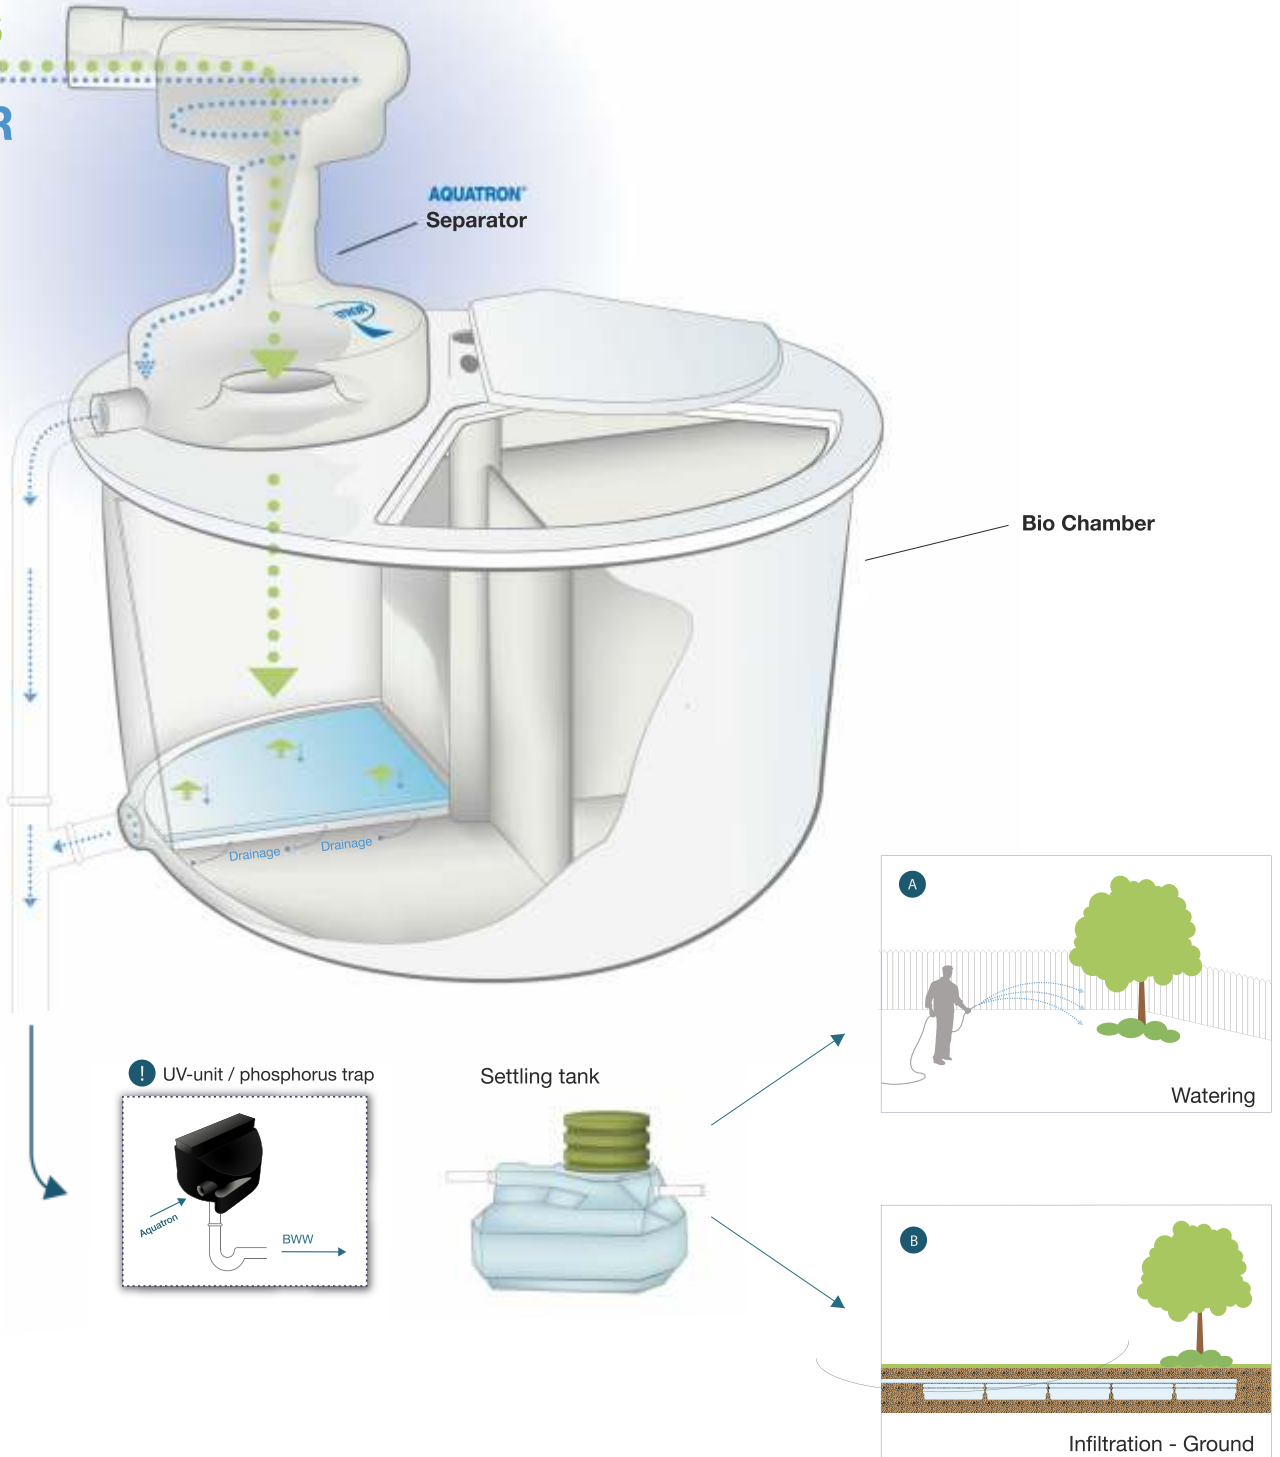 S
R
AQUATRON®
Separator
Bio Chamber
Drainage
Drainage
A
Watering
! UV-unit / phosphorus trap
Settling tank
Aquatron
BWW
B
Infiltration - Ground